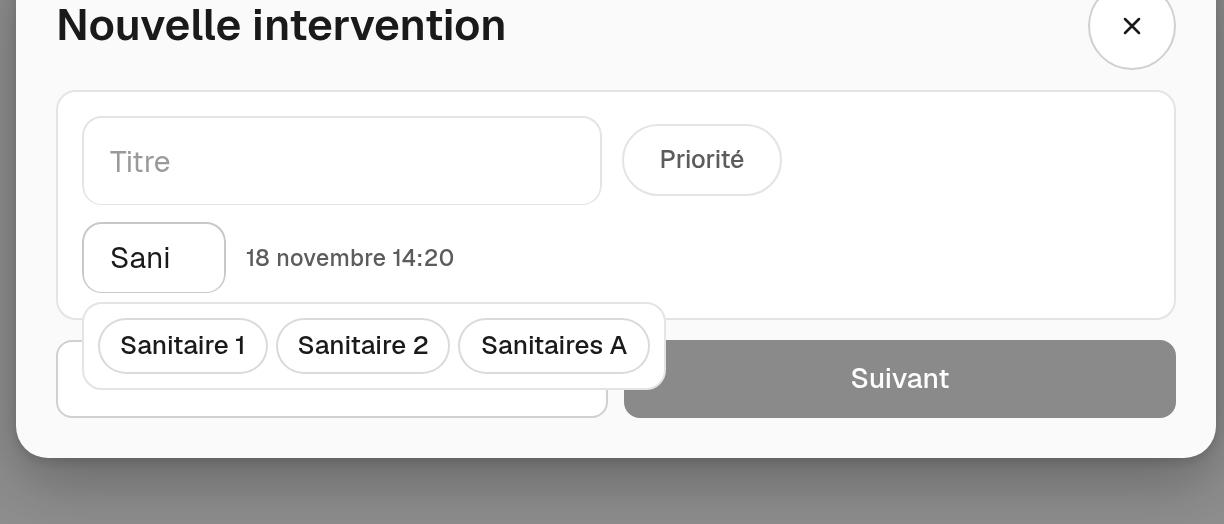 Nouvelle intervention
Titre
Priorité
Sani
18 novembre 14:20
Sanitaire 1
Sanitaire 2
Sanitaires A
Suivant